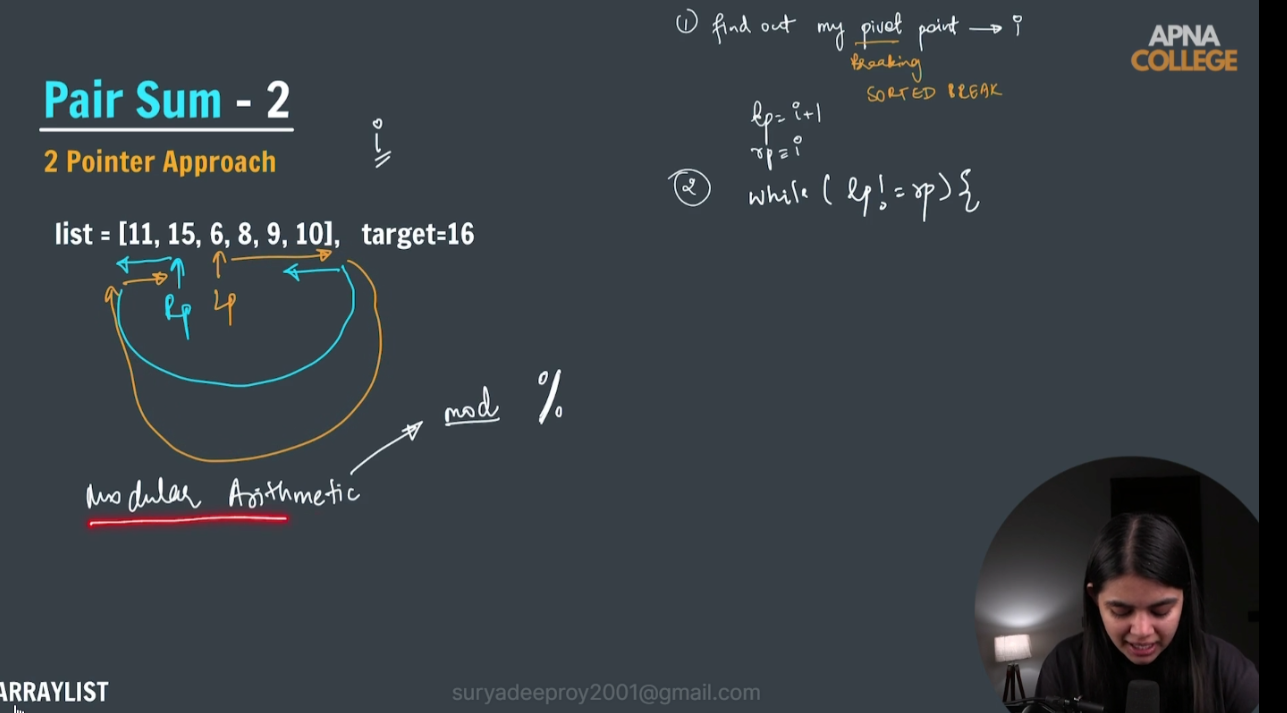 Pair Sum - 2
2 Pointer Approach
i
list = [11, 15, 6, 8, 9, 10], target=16
Rp Lp
mod %
Modular Arithmetic
ARRAYLIST
① find out my pivot point → i
Breaking
SORTED BREAK
lp = i+1
rp = i
② while ( lp != rp ) {
APNA
COLLEGE
suryadeeproy2001@gmail.com